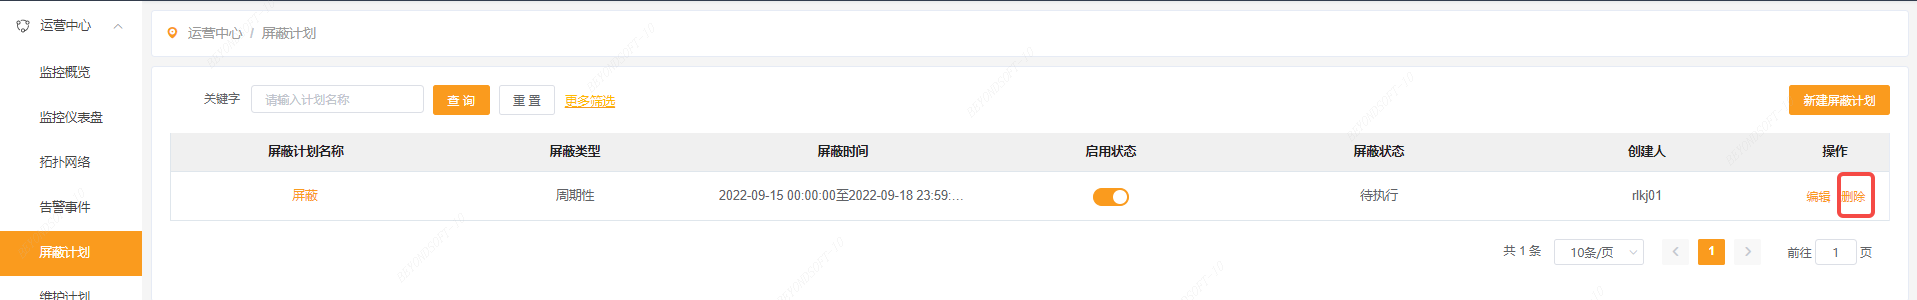 运营中心
监控概览
监控仪表盘
拓扑网络
告警事件
屏蔽计划
维护计划
运营中心 / 屏蔽计划
关键字 请输入计划名称 查询 重置 更多筛选 新建屏蔽计划
屏蔽计划名称 屏蔽类型 屏蔽时间 启用状态 屏蔽状态 创建人 操作
屏蔽 周期性 2022-09-15 00:00:00至2022-09-18 23:59:... 待执行 rlkj01 编辑 删除
共 1 条 10条/页 1 前往 1 页